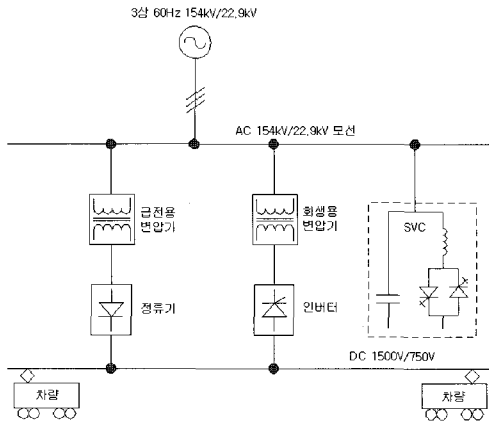 3상 60Hz 154kV/22,9kV
AC 154kV/22,9kV 모선
급전용
변압기
회생용
변압기
SVC
정류기
인버터
DC 1500V/750V
차량
차량